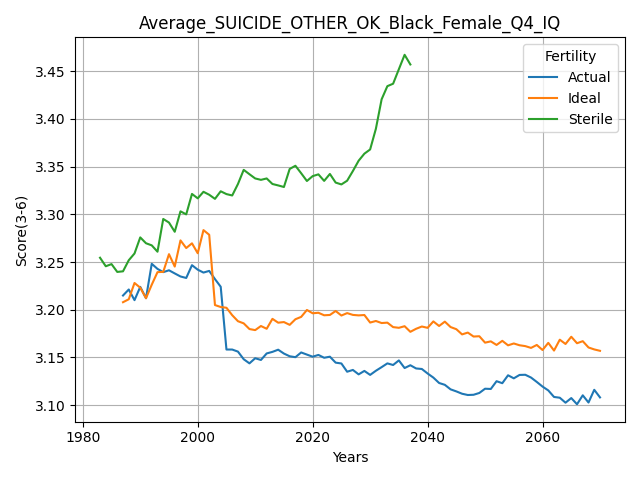 Average_SUICIDE_OTHER_OK_Black_Female_Q4_IQ
Fertility
Actual
Ideal
Sterile
Score(3-6)
3.45
3.40
3.35
3.30
3.25
3.20
3.15
3.10
1980 2000 2020 2040 2060
Years